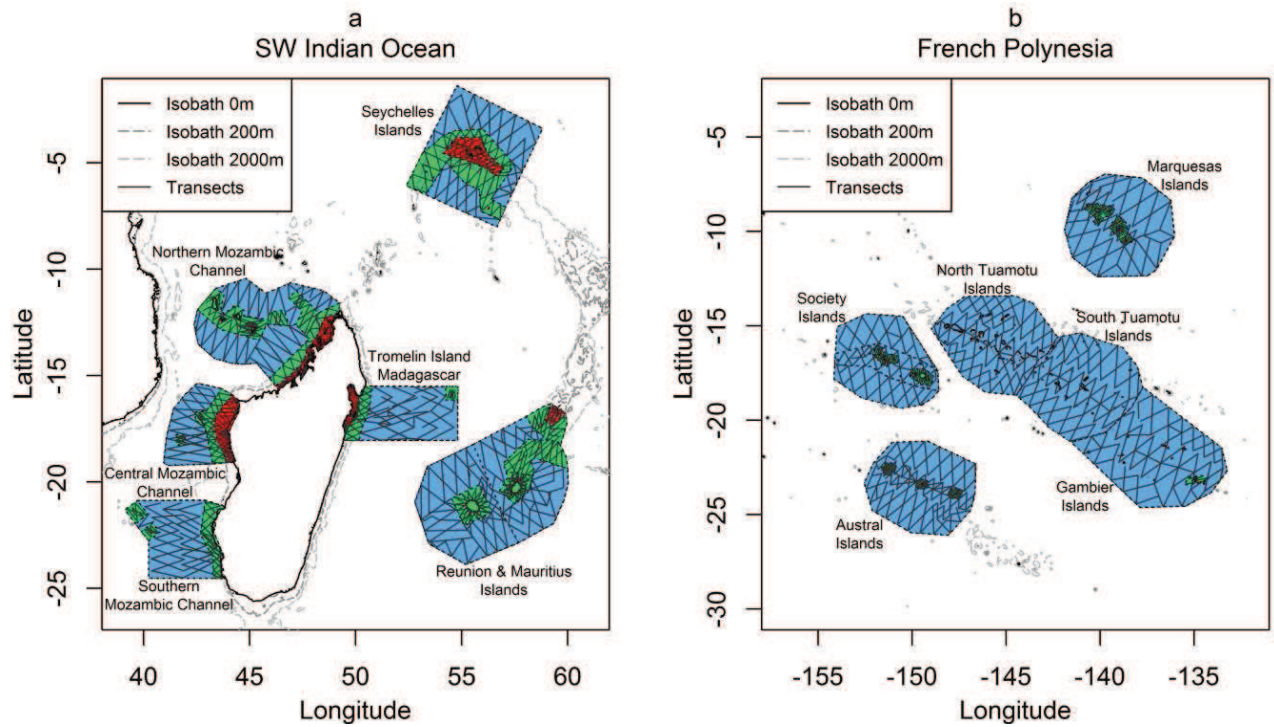 a
SW Indian Ocean
Isobath 0m
Isobath 200m
Isobath 2000m
Transects
Seychelles
Islands
Northern Mozambic
Channel
Tromelin Island
Madagascar
Central Mozambic
Channel
Southern
Mozambic Channel
Reunion & Mauritius
Islands
Latitude
-5
-10
-15
-20
-25
40
45
50
55
60
Longitude
b
French Polynesia
Isobath 0m
Isobath 200m
Isobath 2000m
Transects
Marquesas
Islands
North Tuamotu
Islands
Society
Islands
South Tuamotu
Islands
Gambier
Islands
Austral
Islands
Latitude
-5
-10
-15
-20
-25
-30
-155
-150
-145
-140
-135
Longitude